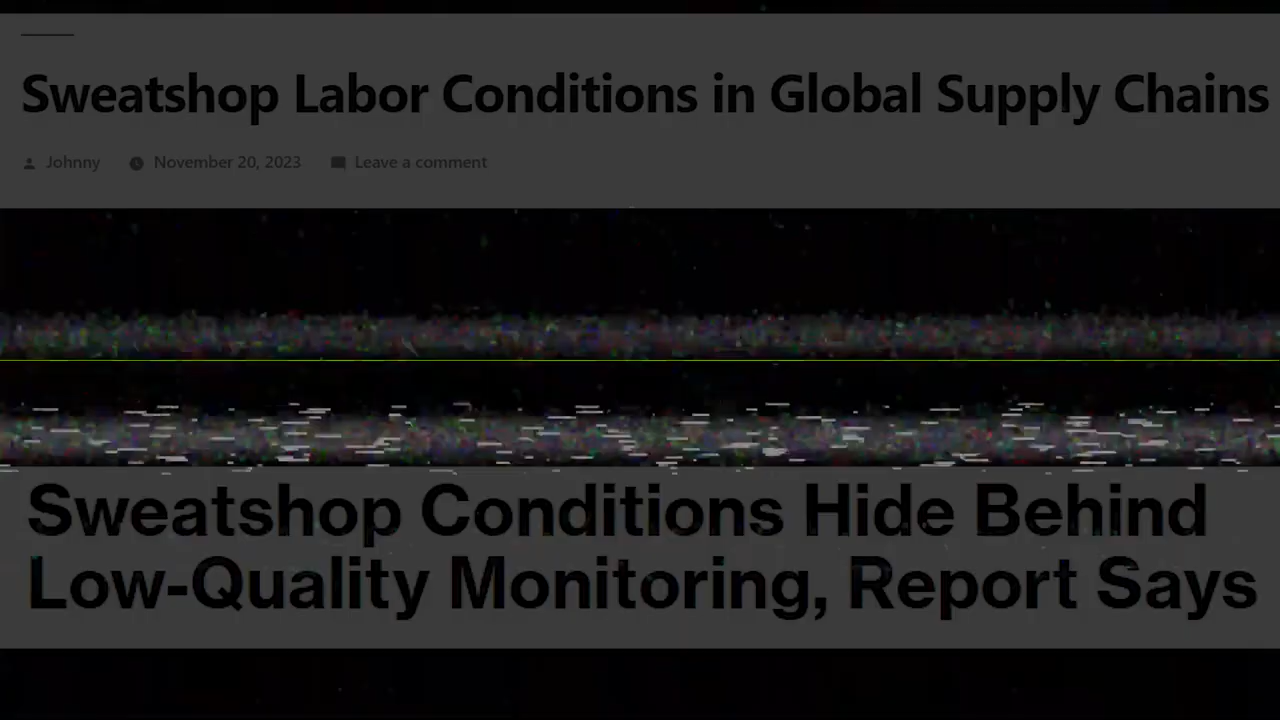 Sweatshop Labor Conditions in Global Supply Chains
Johnny November 20, 2023 Leave a comment
Sweatshop Conditions Hide Behind
Low-Quality Monitoring, Report Says